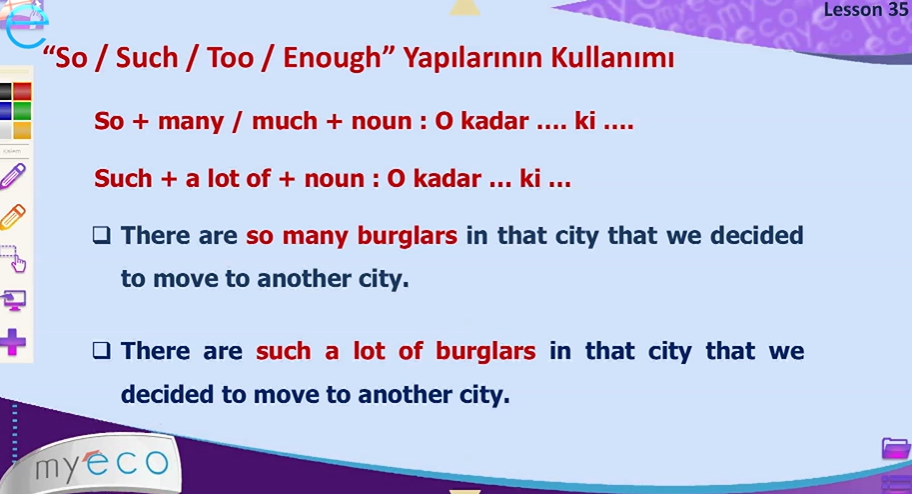 Lesson 35
“So / Such / Too / Enough” Yapılarının Kullanımı
So + many / much + noun : O kadar .... ki ....
Such + a lot of + noun : O kadar ... ki ...
❑ There are so many burglars in that city that we decided
to move to another city.
❑ There are such a lot of burglars in that city that we
decided to move to another city.
myeco